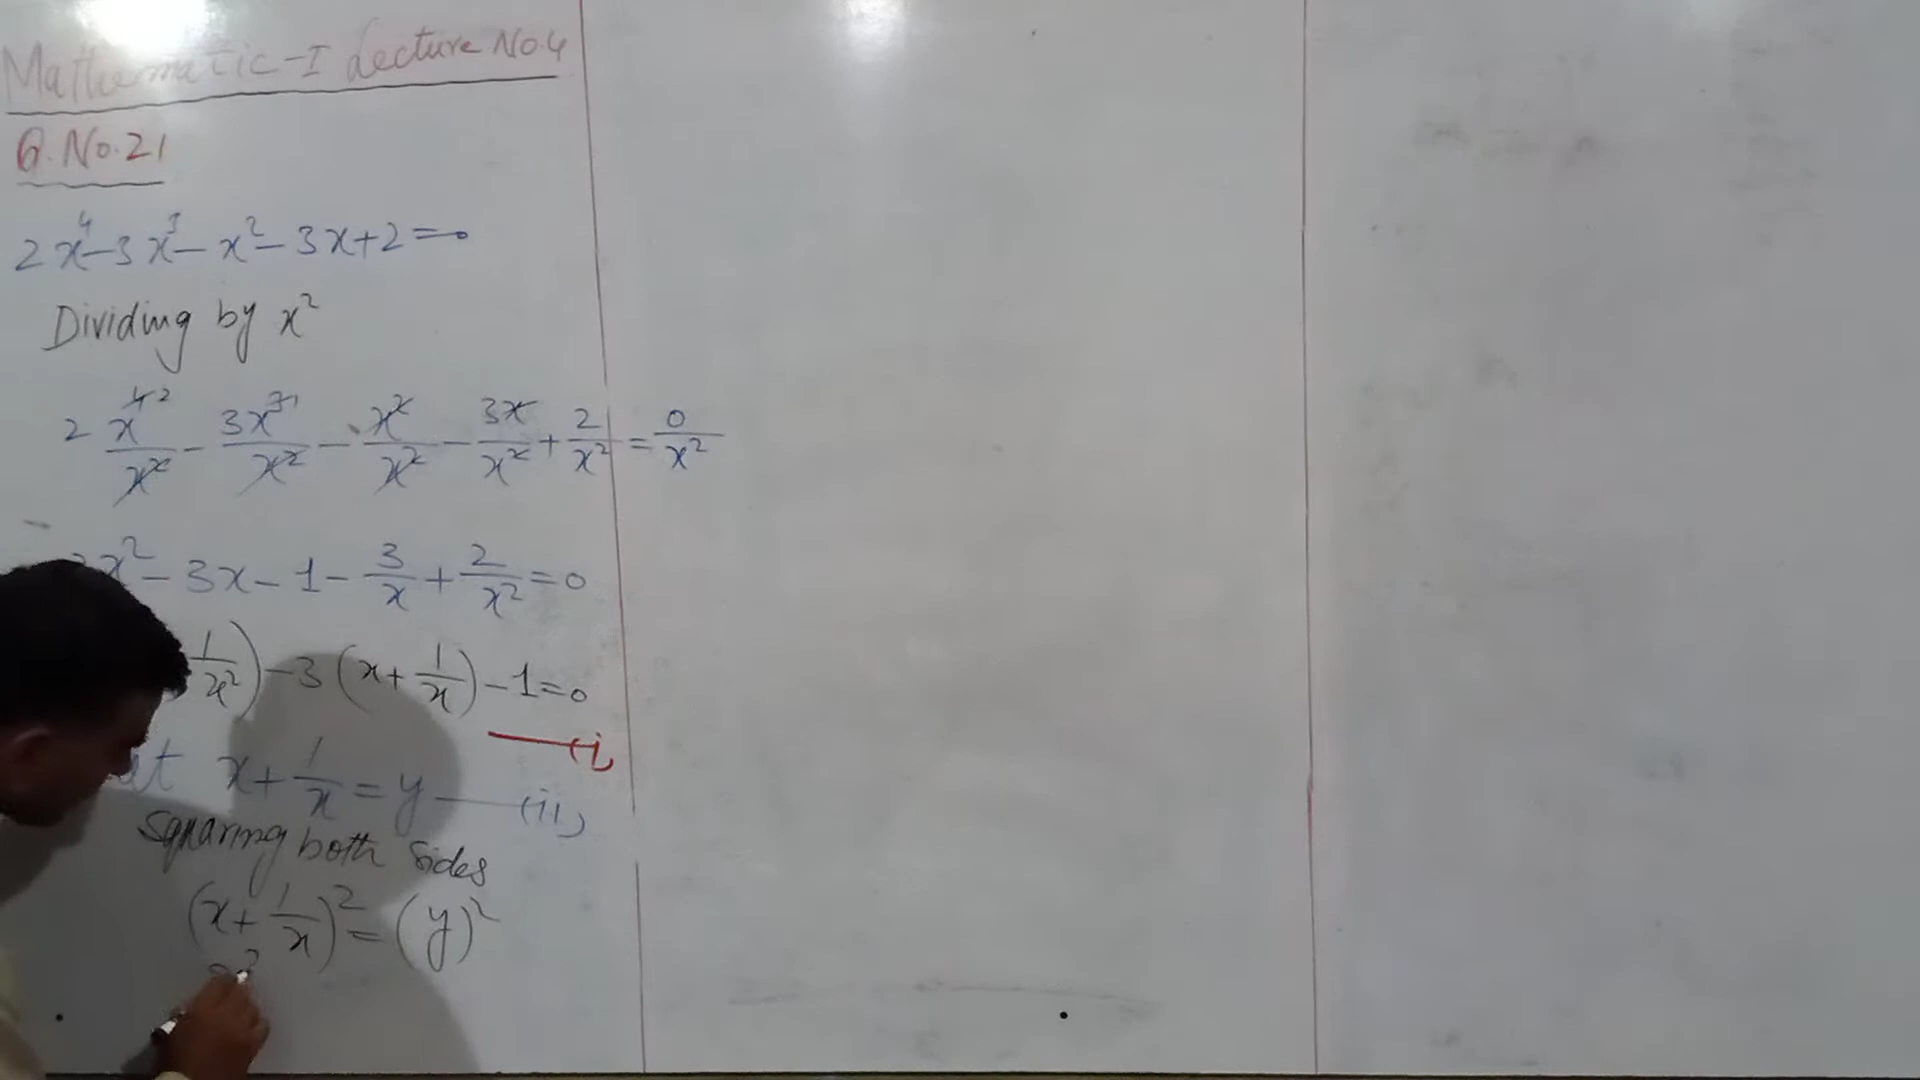 Mathematic-I Lecture No.4
Q.No.21
2x⁴-3x³-x²-3x+2=0
Dividing by x²
2 x⁴/x² - 3x³/x² - x²/x² - 3x/x² + 2/x² = 0/x²
x²-3x-1-3/x+2/x²=0
1/x²)-3(x+1/x)-1=0
(i)
x+1/x=y (ii)
Squaring both sides
(x+1/x)²=(y)²